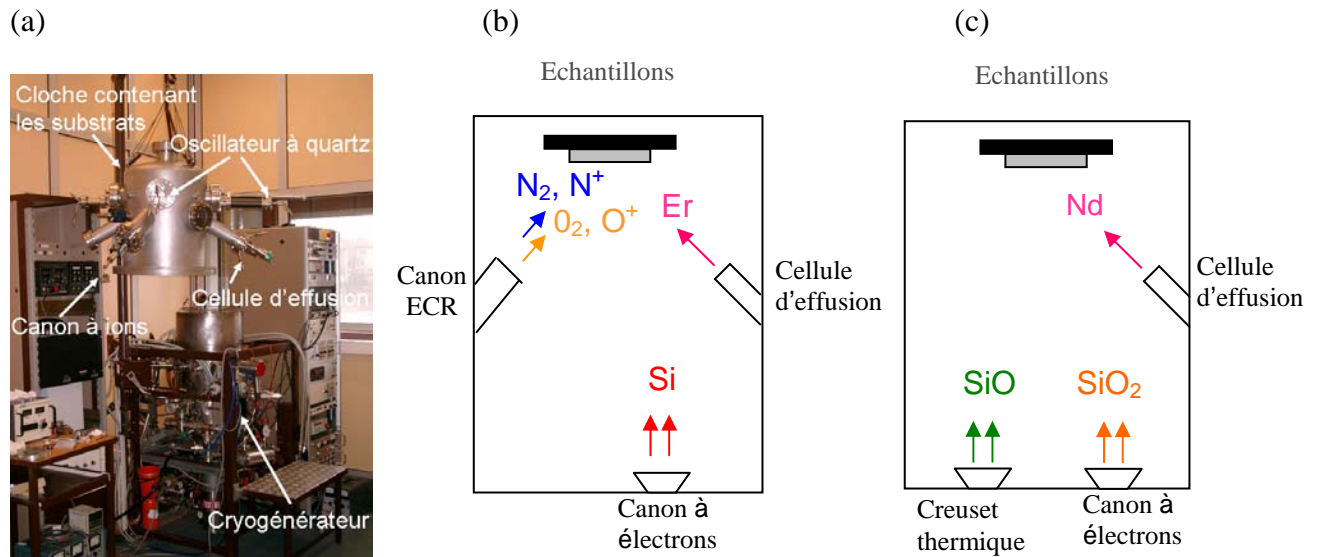 (a)
(b)
(c)
Cloche contenant
les substrats
Oscillateur à quartz
Cellule d'effusion
Canon à ions
Cryogénérateur
Echantillons
N₂, N⁺
0₂, O⁺
Er
Canon
ECR
Cellule
d'effusion
Si
Canon à
électrons
Echantillons
Nd
Cellule
d'effusion
SiO
SiO₂
Creuset
thermique
Canon à
électrons